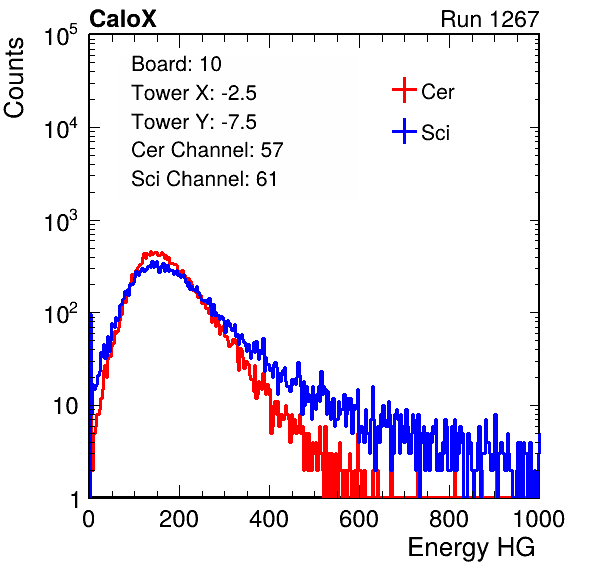 CaloX Run 1267
Board: 10
Tower X: -2.5
Tower Y: -7.5
Cer Channel: 57
Sci Channel: 61
Cer
Sci
Counts
10^5
10^4
10^3
10^2
10
1
0 200 400 600 800 1000
Energy HG